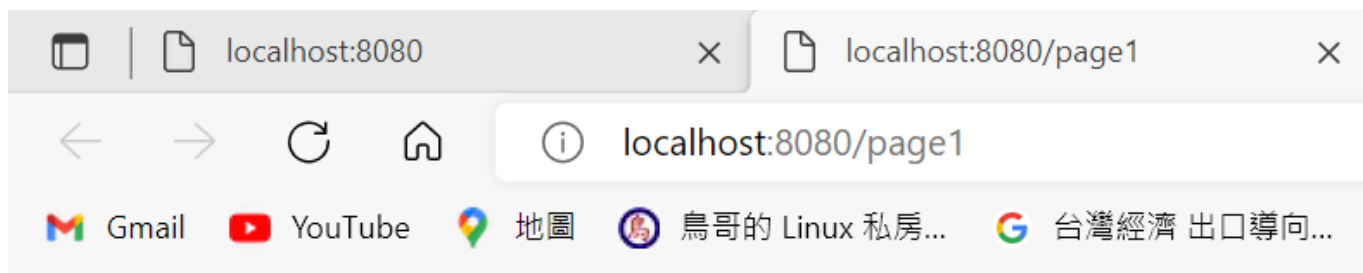 localhost:8080 localhost:8080/page1
localhost:8080/page1
Gmail YouTube 地圖 鳥哥的 Linux 私房... 台灣經濟 出口導向...